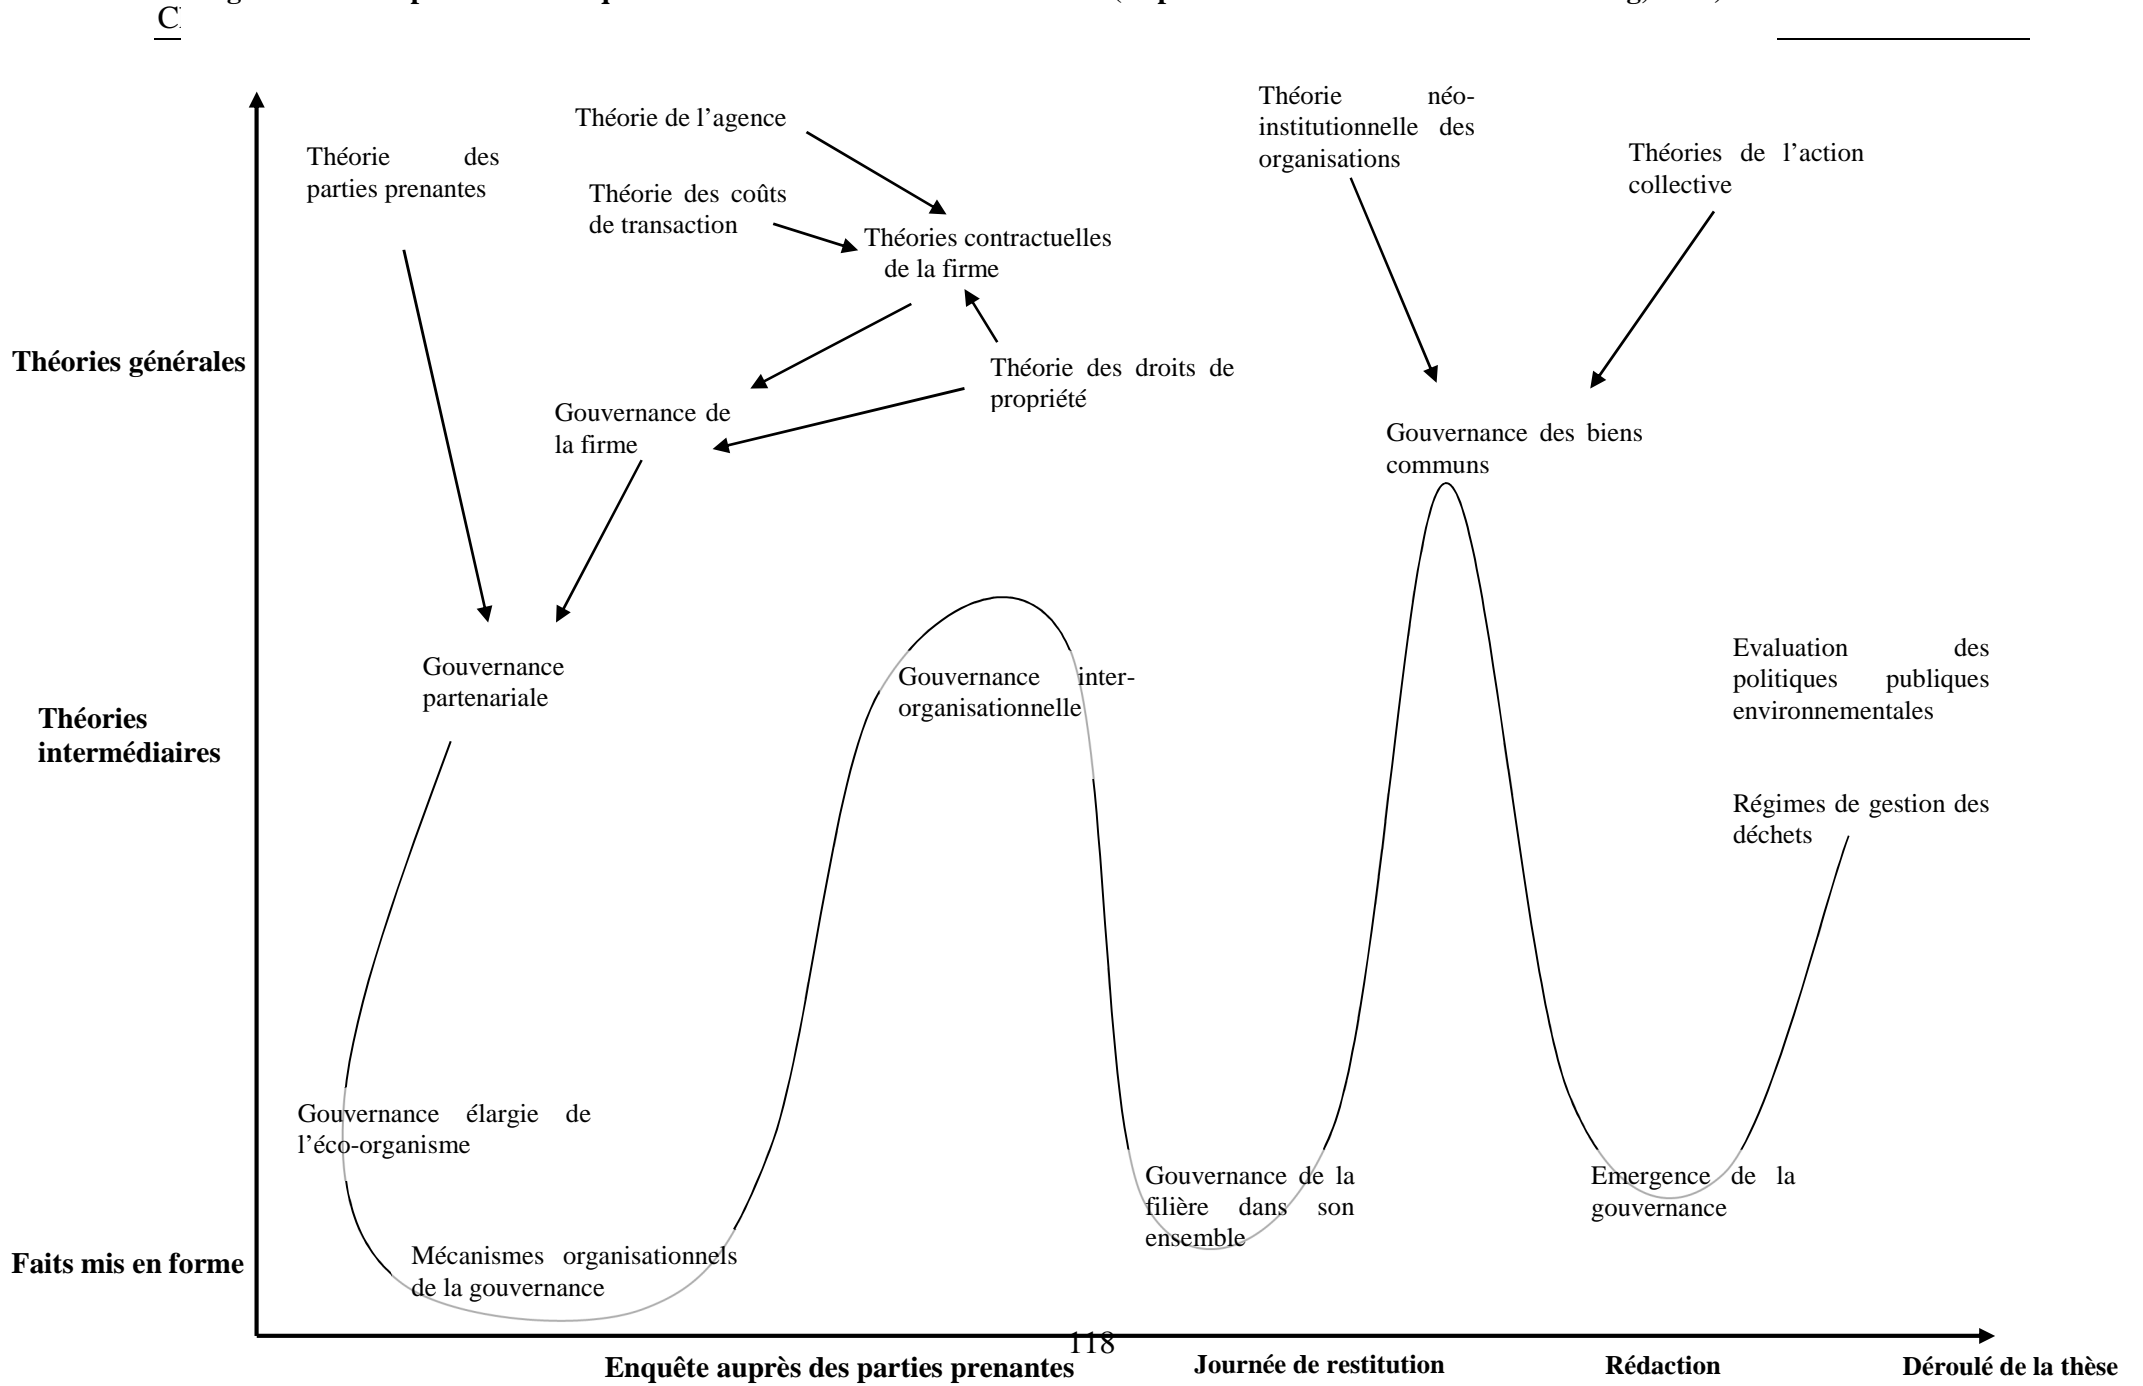 Théorie des
parties prenantes
Théorie de l’agence
Théorie des coûts
de transaction
Théories contractuelles
de la firme
Théorie néo-
institutionnelle des
organisations
Théories de l’action
collective
Théories générales
Théorie des droits de
propriété
Gouvernance de
la firme
Gouvernance des biens
communs
Gouvernance
partenariale
Gouvernance inter-
organisationnelle
Evaluation des
politiques publiques
environnementales
Théories
intermédiaires
Régimes de gestion des
déchets
Gouvernance élargie de
l’éco-organisme
Gouvernance de la
filière dans son
ensemble
Emergence de la
gouvernance
Faits mis en forme
Mécanismes organisationnels
de la gouvernance
118
Enquête auprès des parties prenantes
Journée de restitution
Rédaction
Déroulé de la thèse